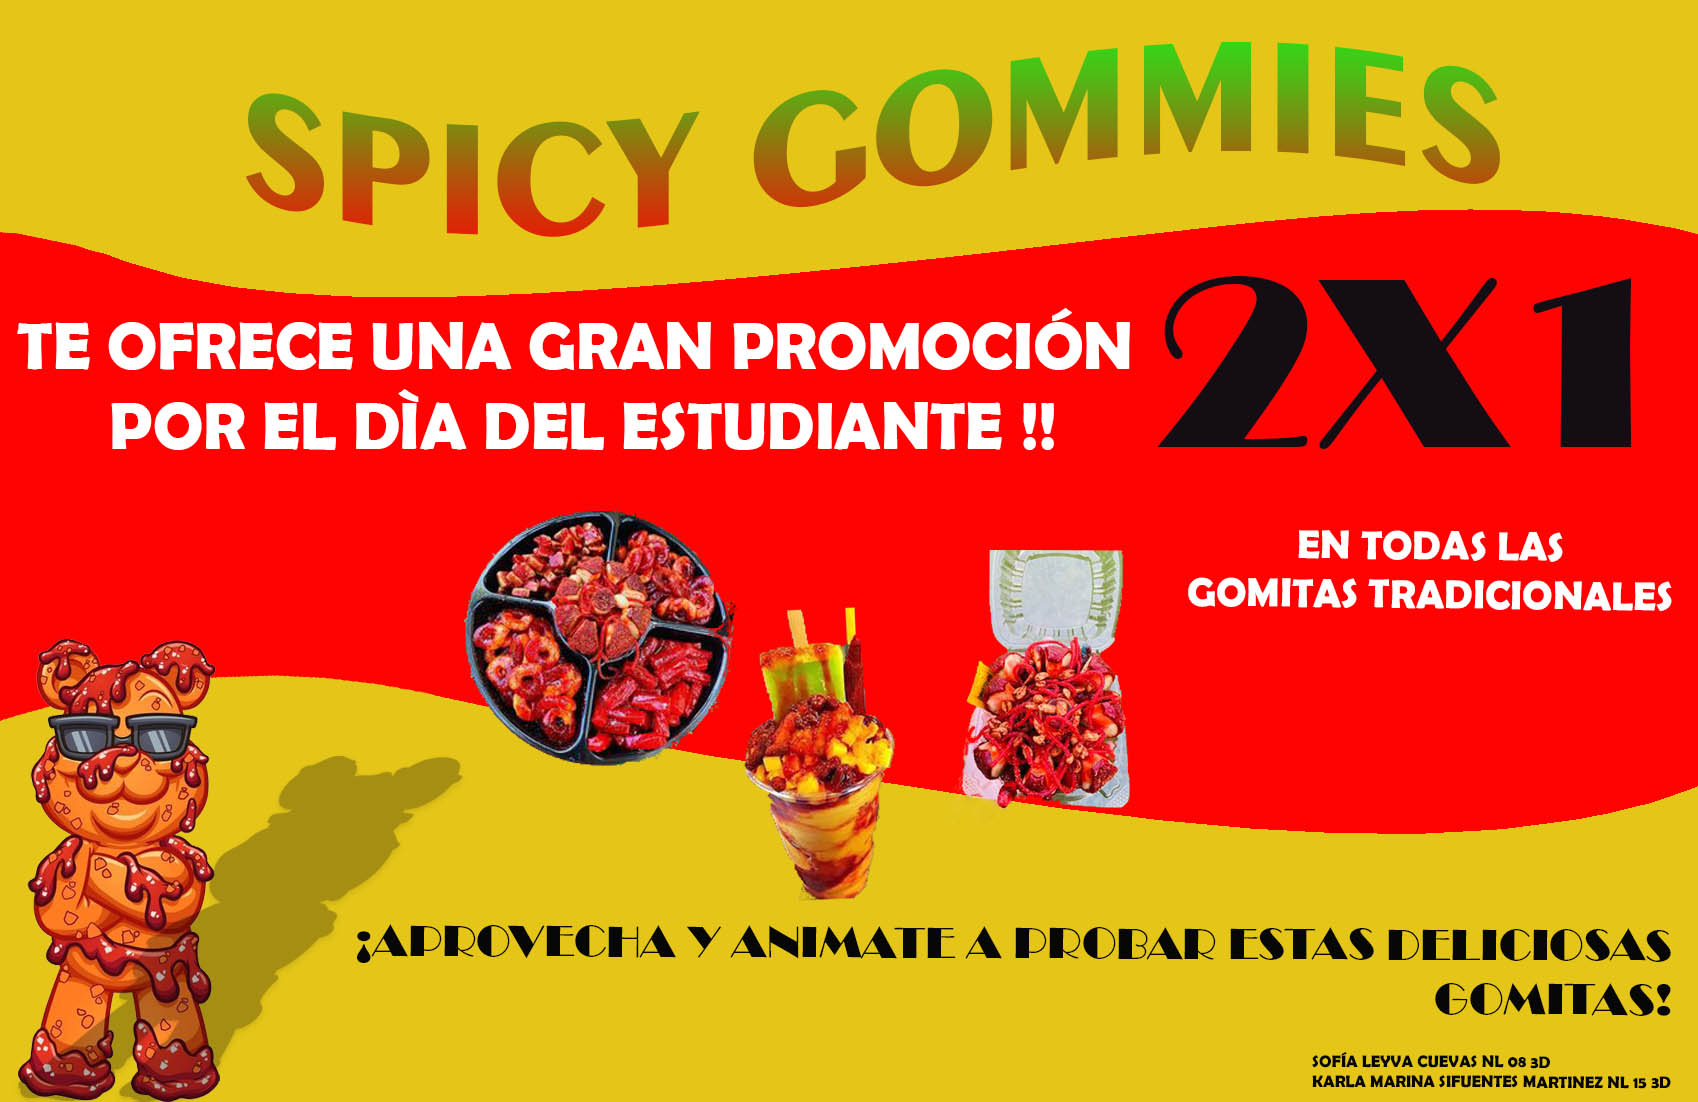 SPICY GOMMIES
TE OFRECE UNA GRAN PROMOCIÓN
POR EL DÌA DEL ESTUDIANTE !!
2X1
EN TODAS LAS
GOMITAS TRADICIONALES
¡APROVECHA Y ANIMATE A PROBAR ESTAS DELICIOSAS
GOMITAS!
SOFÍA LEYVA CUEVAS NL 08 3D
KARLA MARINA SIFUENTES MARTINEZ NL 15 3D